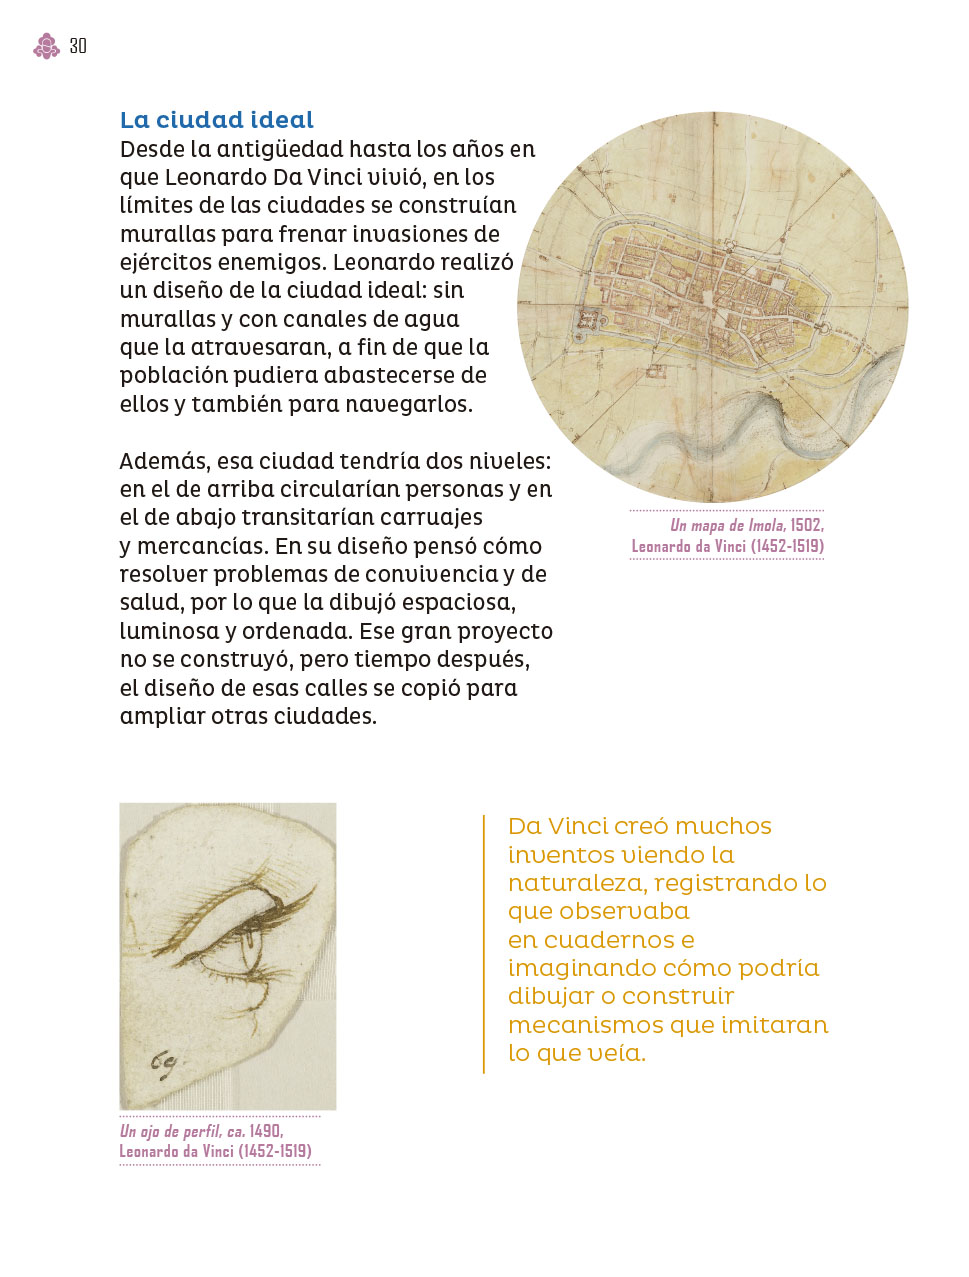 30
La ciudad ideal
Desde la antigüedad hasta los años en
que Leonardo Da Vinci vivió, en los
límites de las ciudades se construían
murallas para frenar invasiones de
ejércitos enemigos. Leonardo realizó
un diseño de la ciudad ideal: sin
murallas y con canales de agua
que la atravesaran, a fin de que la
población pudiera abastecerse de
ellos y también para navegarlos.
Además, esa ciudad tendría dos niveles:
en el de arriba circularían personas y en
el de abajo transitarían carruajes
y mercancías. En su diseño pensó cómo
resolver problemas de convivencia y de
salud, por lo que la dibujó espaciosa,
luminosa y ordenada. Ese gran proyecto
no se construyó, pero tiempo después,
el diseño de esas calles se copió para
ampliar otras ciudades.
Un mapa de Imola, 1502,
Leonardo da Vinci (1452-1519)
69
Un ojo de perfil, ca. 1490,
Leonardo da Vinci (1452-1519)
Da Vinci creó muchos
inventos viendo la
naturaleza, registrando lo
que observaba
en cuadernos e
imaginando cómo podría
dibujar o construir
mecanismos que imitaran
lo que veía.